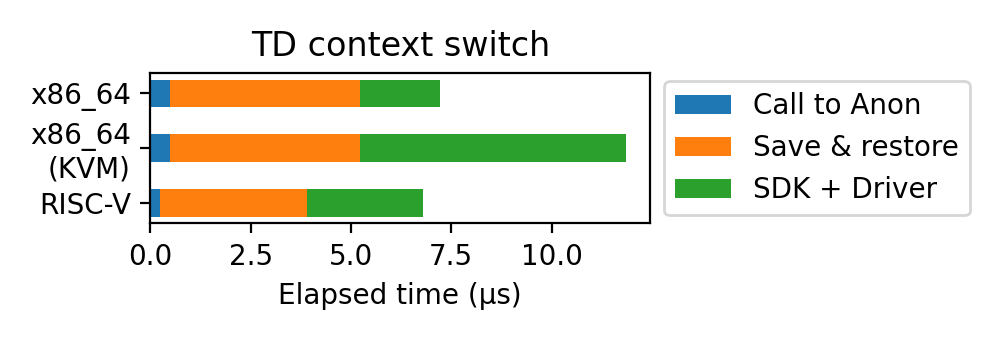 TD context switch
x86_64
x86_64
(KVM)
RISC-V
0.0 2.5 5.0 7.5 10.0
Elapsed time (μs)
Call to Anon
Save & restore
SDK + Driver